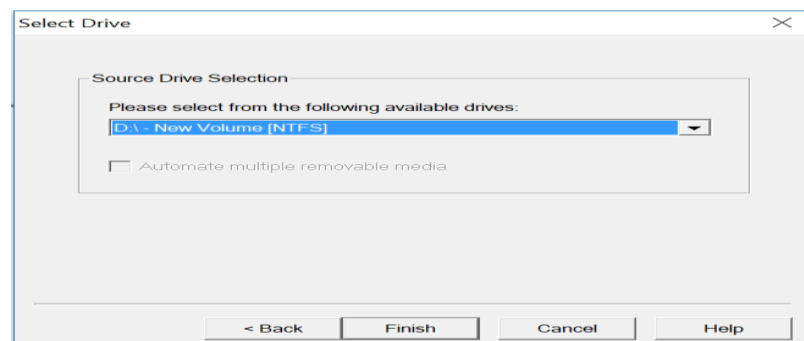 Select Drive
Source Drive Selection
Please select from the following available drives:
D:\ - New Volume [NTFS]
Automate multiple removable media
< Back Finish Cancel Help